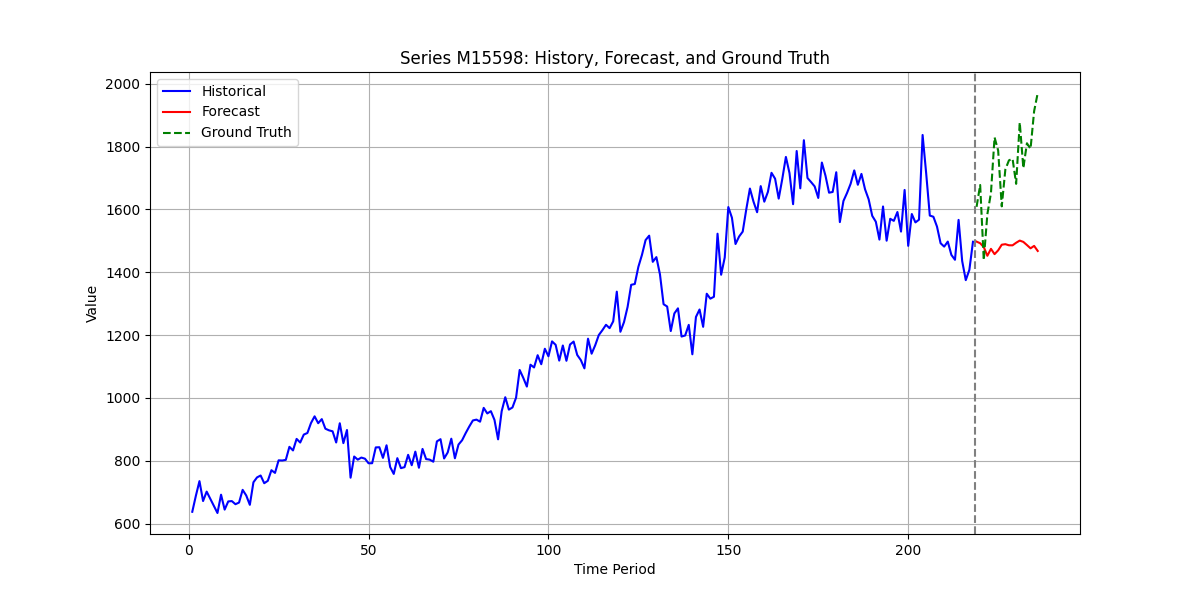 Series M15598: History, Forecast, and Ground Truth
Historical
Forecast
Ground Truth
2000
1800
1600
1400
1200
1000
800
600
Value
0
50
100
150
200
Time Period